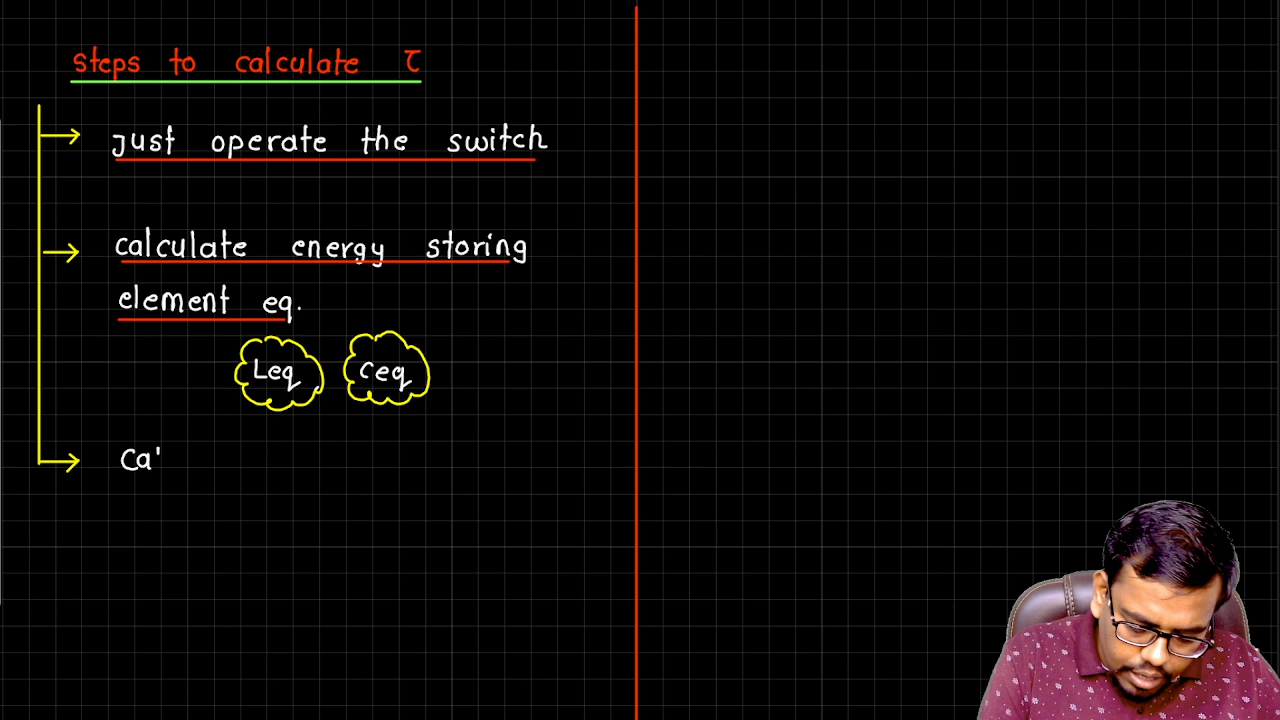 Steps to calculate τ
Just operate the switch
calculate energy storing
element eq.
Leq Ceq
Ca'